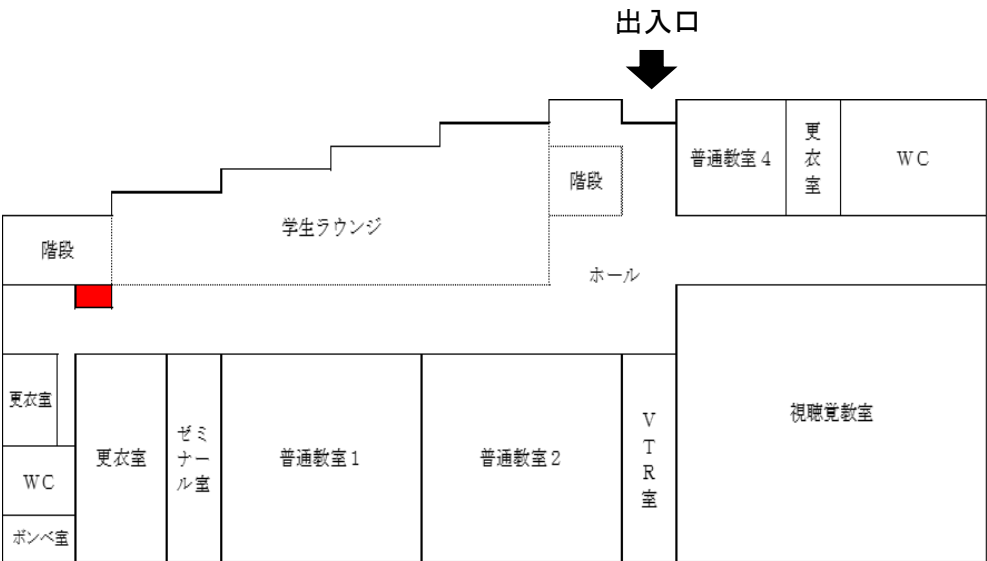 出入口
普通教室4
更衣室
WC
階段
学生ラウンジ
階段
ホール
更衣室
WC
ボンベ室
更衣室
ゼミナール室
普通教室1
普通教室2
VTR室
視聴覚教室